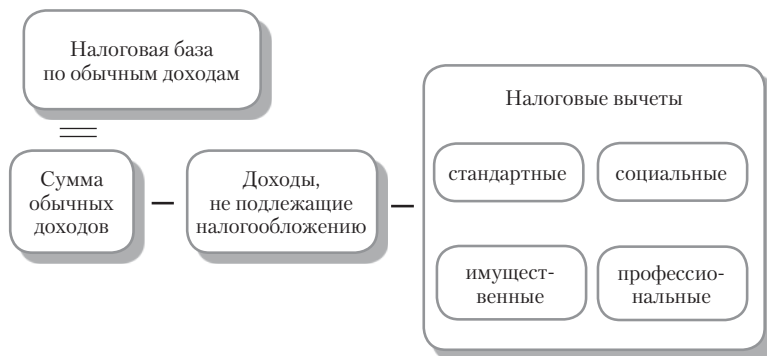 Налоговая база
по обычным доходам
Сумма
обычных
доходов
Доходы,
не подлежащие
налогообложению
Налоговые вычеты
стандартные
социальные
имущест-
венные
профессио-
нальные